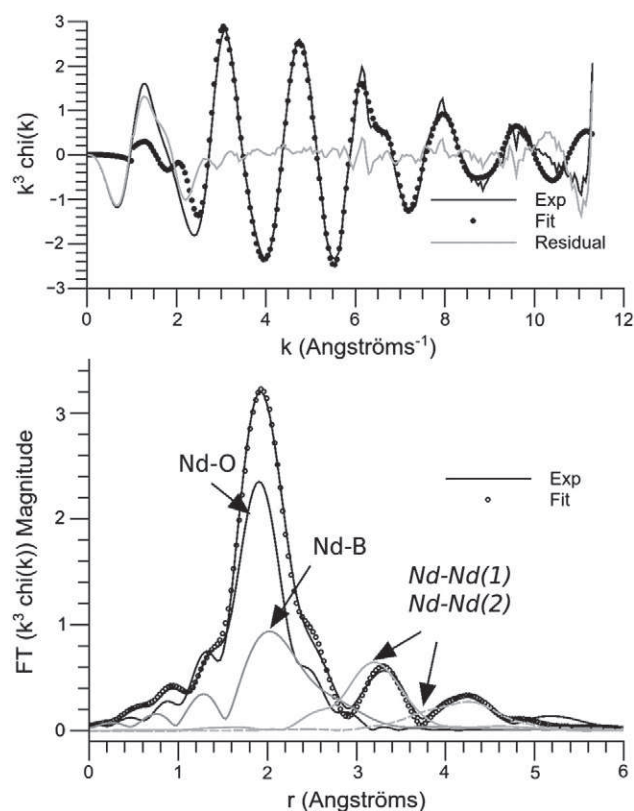 3
2
1
0
−1
−2
−3
k³ chi(k)
Exp
Fit
Residual
0 2 4 6 8 10 12
k (Angströms⁻¹)
3
2
1
0
FT (k³ chi(k)) Magnitude
Nd-O
Nd-B
Nd-Nd(1)
Nd-Nd(2)
Exp
Fit
0 1 2 3 4 5 6
r (Angströms)